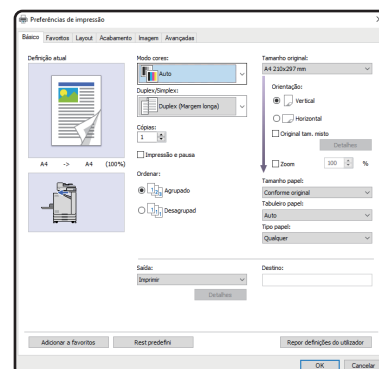 Preferências de impressão
Básico Favoritos Layout Acabamento Imagem Avançadas
Definição atual
A4 -> A4 (100%)
Modo cores:
Auto
Duplex/Simplex:
Duplex (Margem longa)
Cópias:
1
Impressão e pausa
Ordenar:
Agrupado
Desagrupad
Tamanho original:
A4 210x297 mm
Orientação:
Vertical
Horizontal
Original tam. misto
Detalhes
Zoom 100 %
Tamanho papel:
Conforme original
Tabuleiro papel:
Auto
Tipo papel:
Qualquer
Saída:
Imprimir
Detalhes
Destino:
Adicionar a favoritos Rest predefini Repor definições do utilizador
OK Cancelar